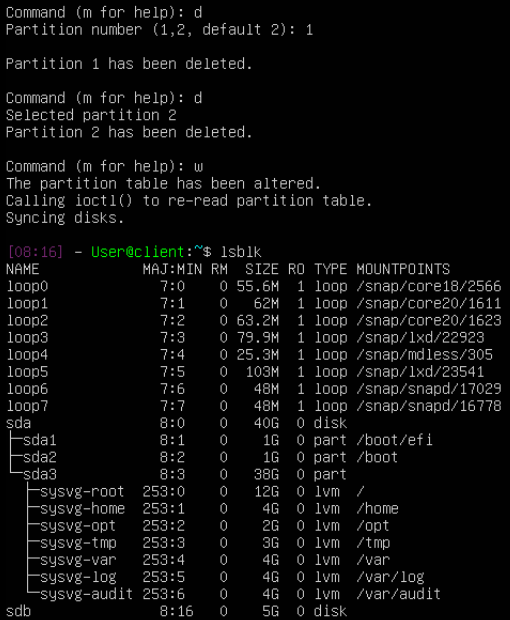 Command (m for help): d
Partition number (1,2, default 2): 1

Partition 1 has been deleted.

Command (m for help): d
Selected partition 2
Partition 2 has been deleted.

Command (m for help): w
The partition table has been altered.
Calling ioctl() to re-read partition table.
Syncing disks.

[08:16] - User@client:~$ lsblk
NAME             MAJ:MIN RM  SIZE RO TYPE MOUNTPOINTS
loop0              7:0    0 55.6M  1 loop /snap/core18/2566
loop1              7:1    0   62M  1 loop /snap/core20/1611
loop2              7:2    0 63.2M  1 loop /snap/core20/1623
loop3              7:3    0 79.9M  1 loop /snap/lxd/22923
loop4              7:4    0 25.3M  1 loop /snap/mdless/305
loop5              7:5    0  103M  1 loop /snap/lxd/23541
loop6              7:6    0   48M  1 loop /snap/snapd/17029
loop7              7:7    0   48M  1 loop /snap/snapd/16778
sda                8:0    0   40G  0 disk
├─sda1             8:1    0    1G  0 part /boot/efi
├─sda2             8:2    0    1G  0 part /boot
└─sda3             8:3    0   38G  0 part
  ├─sysvg-root   253:0    0   12G  0 lvm  /
  ├─sysvg-home   253:1    0    4G  0 lvm  /home
  ├─sysvg-opt    253:2    0    2G  0 lvm  /opt
  ├─sysvg-tmp    253:3    0    3G  0 lvm  /tmp
  ├─sysvg-var    253:4    0    4G  0 lvm  /var
  ├─sysvg-log    253:5    0    4G  0 lvm  /var/log
  └─sysvg-audit  253:6    0    4G  0 lvm  /var/audit
sdb                8:16   0    5G  0 disk